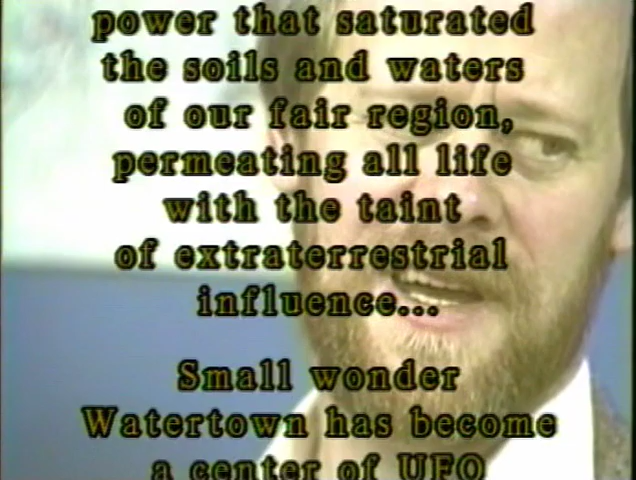 power that saturated
the soils and waters
of our fair region,
permeating all life
with the taint
of extraterrestrial
influence...
Small wonder
Watertown has become
a center of UFO